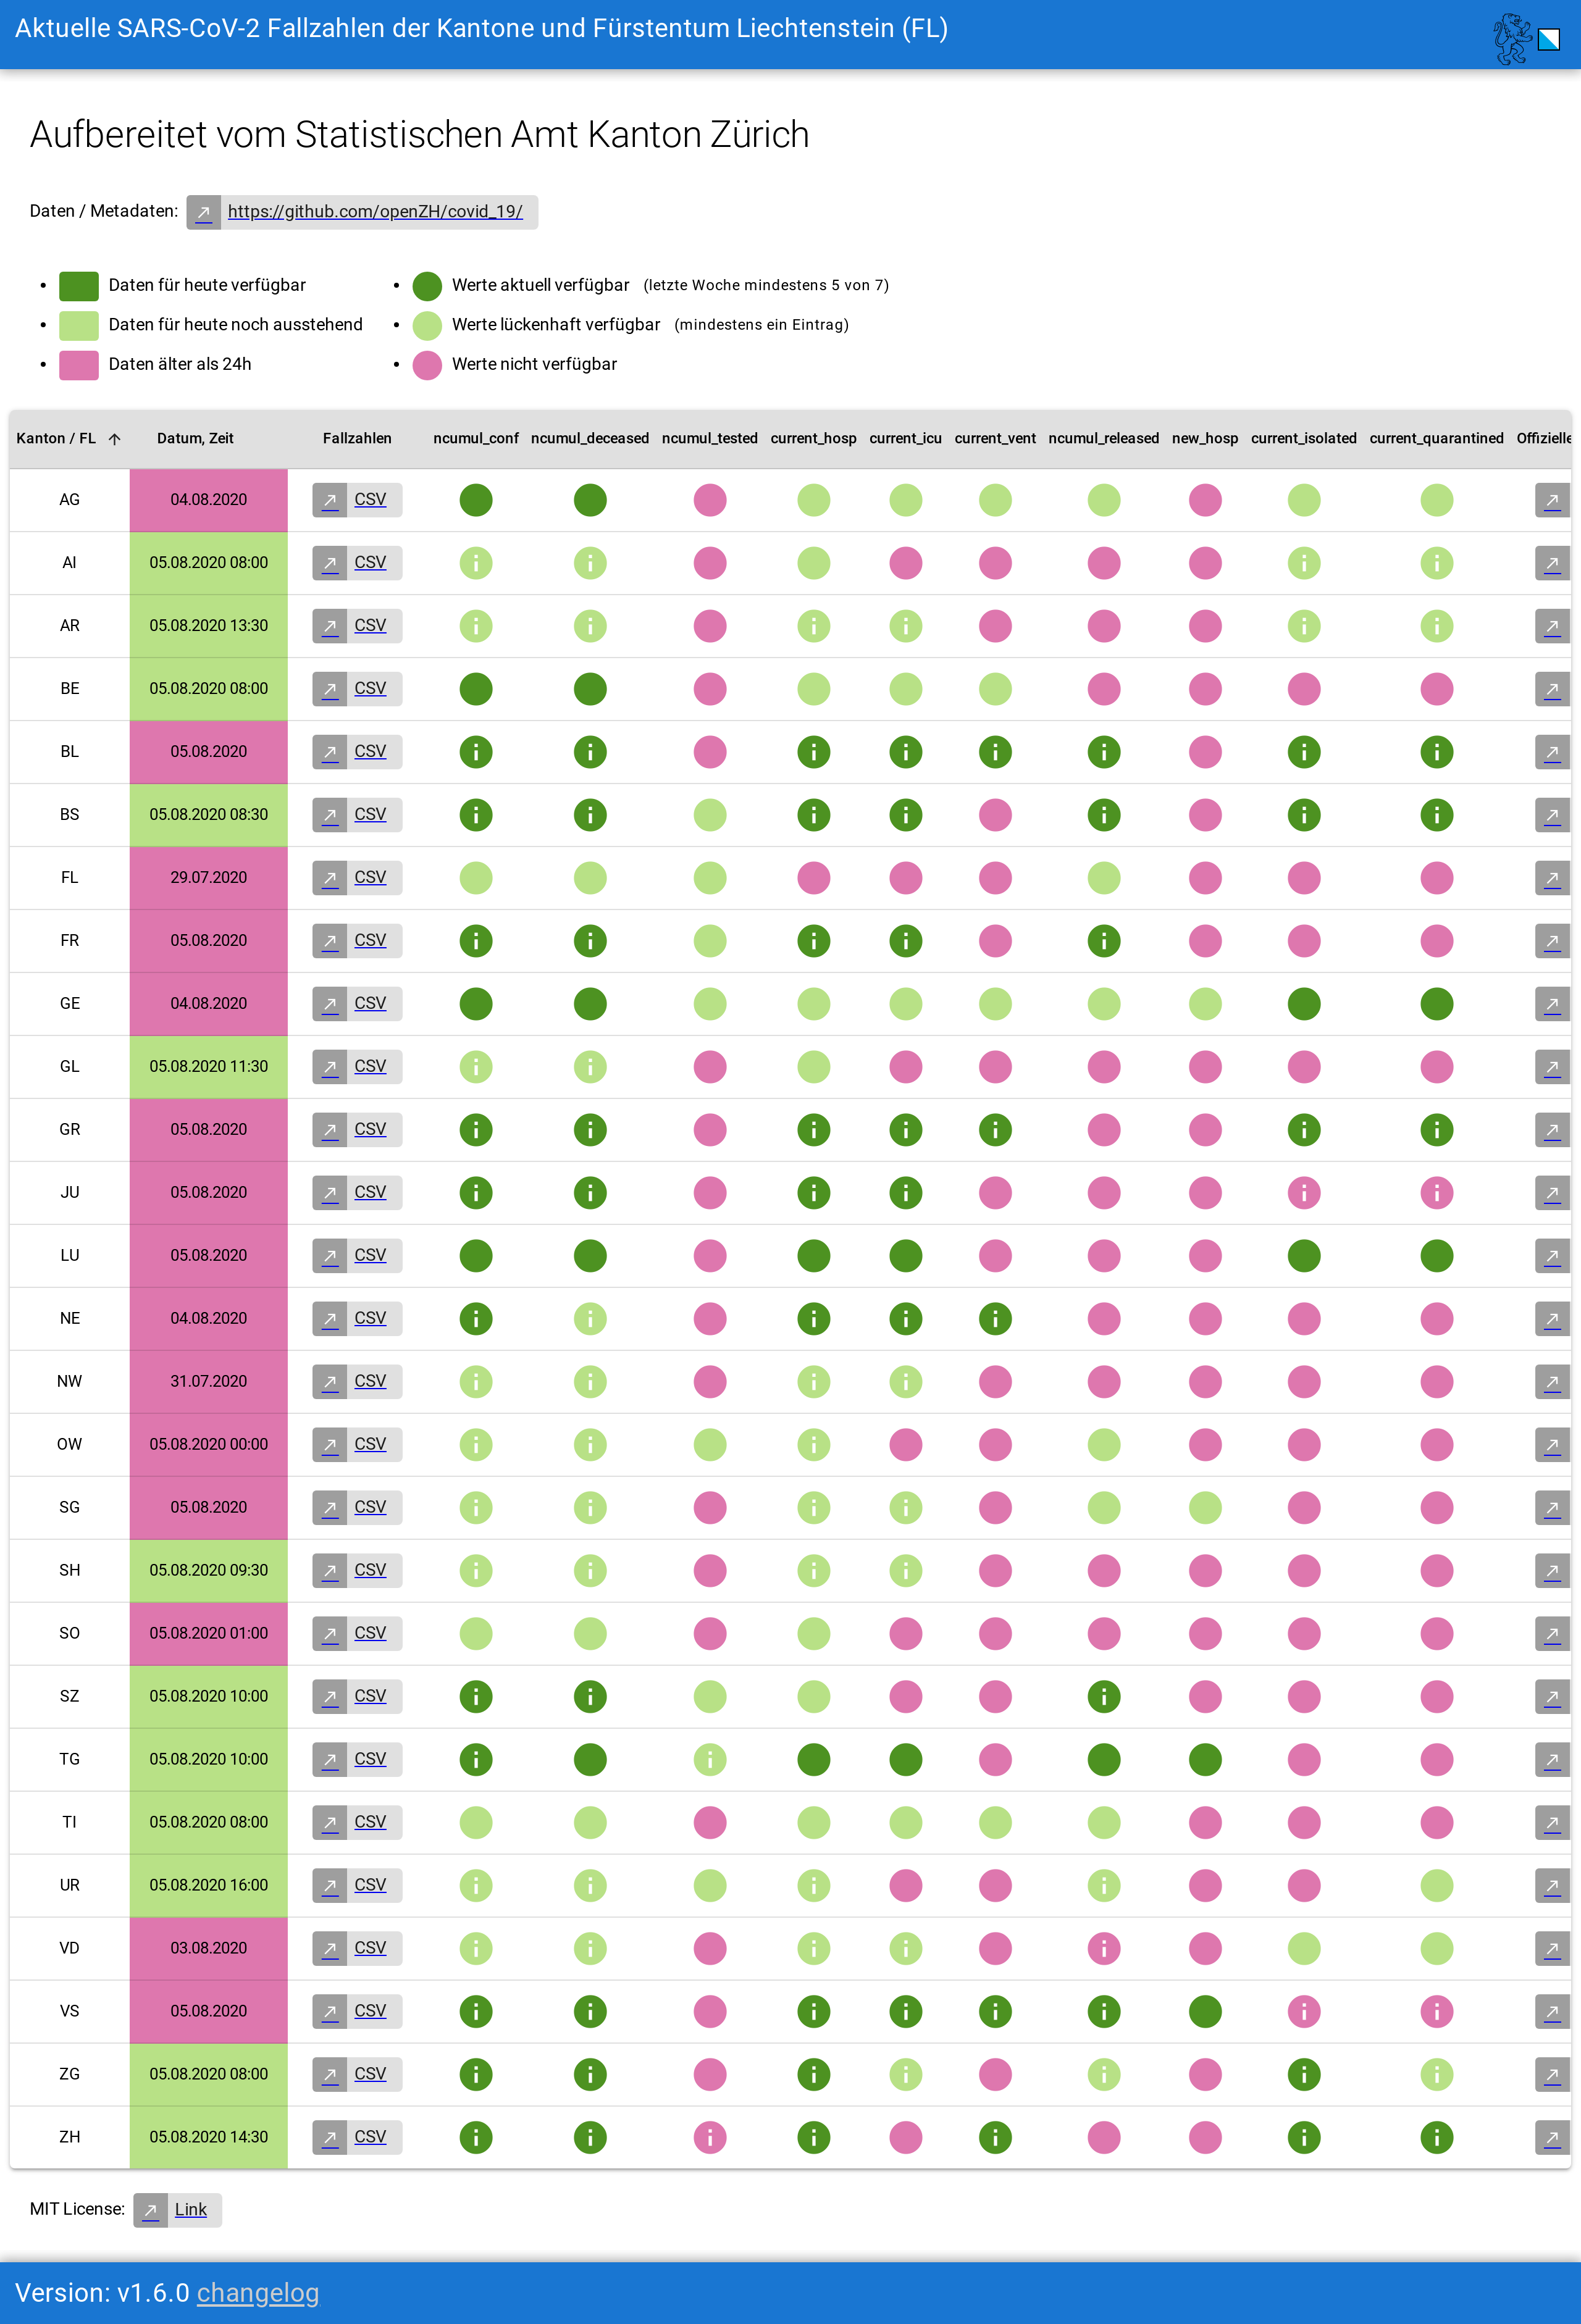 Aktuelle SARS-CoV-2 Fallzahlen der Kantone und Fürstentum Liechtenstein (FL)
Aufbereitet vom Statistischen Amt Kanton Zürich
Daten / Metadaten: https://github.com/openZH/covid_19/
Daten für heute verfügbar
Daten für heute noch ausstehend
Daten älter als 24h
Werte aktuell verfügbar (letzte Woche mindestens 5 von 7)
Werte lückenhaft verfügbar (mindestens ein Eintrag)
Werte nicht verfügbar
Kanton / FL Datum, Zeit Fallzahlen ncumul_conf ncumul_deceased ncumul_tested current_hosp current_icu current_vent ncumul_released new_hosp current_isolated current_quarantined Offizielle
AG 04.08.2020 CSV
AI 05.08.2020 08:00 CSV
AR 05.08.2020 13:30 CSV
BE 05.08.2020 08:00 CSV
BL 05.08.2020 CSV
BS 05.08.2020 08:30 CSV
FL 29.07.2020 CSV
FR 05.08.2020 CSV
GE 04.08.2020 CSV
GL 05.08.2020 11:30 CSV
GR 05.08.2020 CSV
JU 05.08.2020 CSV
LU 05.08.2020 CSV
NE 04.08.2020 CSV
NW 31.07.2020 CSV
OW 05.08.2020 00:00 CSV
SG 05.08.2020 CSV
SH 05.08.2020 09:30 CSV
SO 05.08.2020 01:00 CSV
SZ 05.08.2020 10:00 CSV
TG 05.08.2020 10:00 CSV
TI 05.08.2020 08:00 CSV
UR 05.08.2020 16:00 CSV
VD 03.08.2020 CSV
VS 05.08.2020 CSV
ZG 05.08.2020 08:00 CSV
ZH 05.08.2020 14:30 CSV
MIT License: Link
Version: v1.6.0 changelog